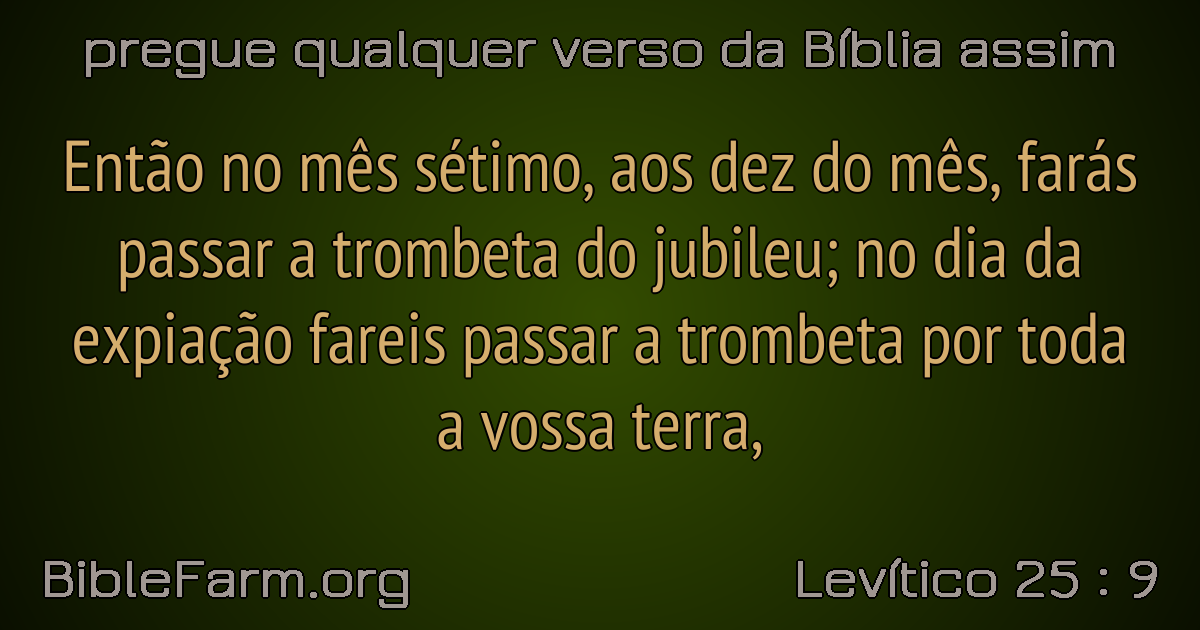 pregue qualquer verso da Bíblia assim
Então no mês sétimo, aos dez do mês, farás
passar a trombeta do jubileu; no dia da
expiação fareis passar a trombeta por toda
a vossa terra,
BibleFarm.org
Levítico 25 : 9